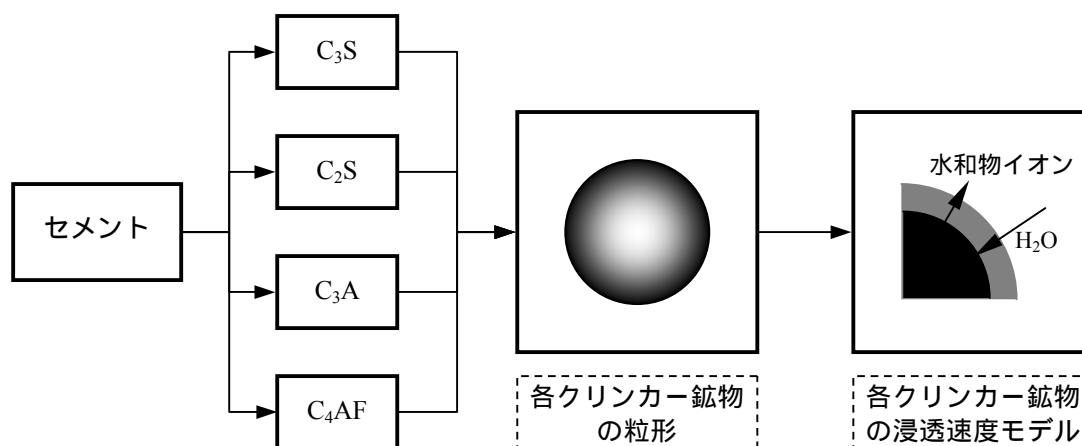 セメント
C₃S
C₂S
C₃A
C₄AF
各クリンカー鉱物
の粒形
水和物イオン
H₂O
各クリンカー鉱物
の浸透速度モデル